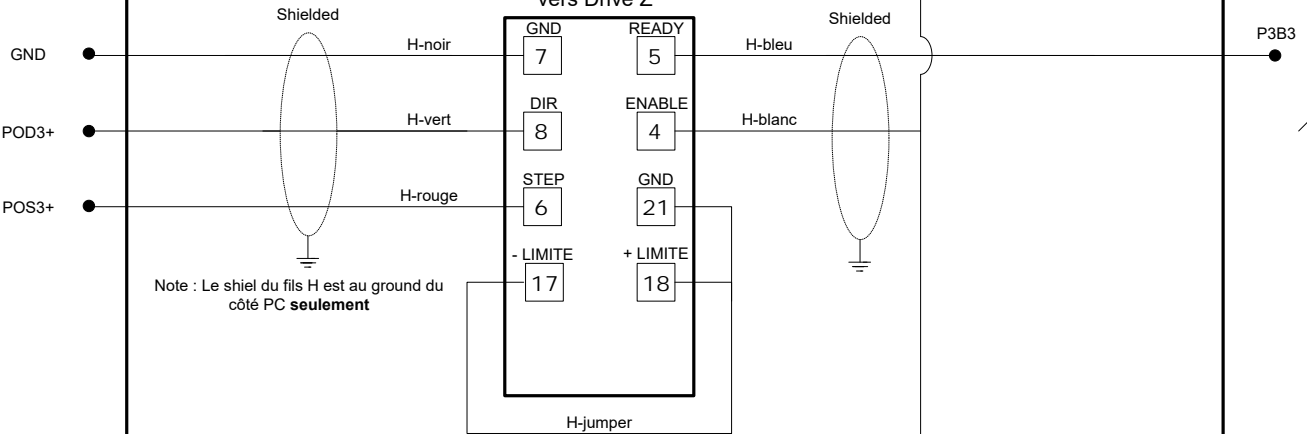 vers Drive Z
Shielded
Shielded
GND
H-noir
GND
7
READY
5
H-bleu
P3B3
POD3+
H-vert
DIR
8
ENABLE
4
H-blanc
POS3+
H-rouge
STEP
6
GND
21
- LIMITE
17
+ LIMITE
18
Note : Le shiel du fils H est au ground du
côté PC seulement
H-jumper